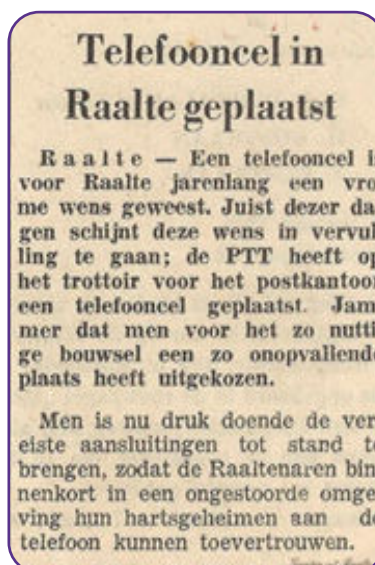 Telefooncel in
Raalte geplaatst
Raalte — Een telefooncel i
voor Raalte jarenlang een vro
me wens geweest. Juist dezer da
gen schijnt deze wens in vervul
ling te gaan; de PTT heeft op
het trottoir voor het postkantoor
een telefooncel geplaatst. Jam
mer dat men voor het zo nutti
ge bouwsel een zo onopvallende
plaats heeft uitgekozen.
Men is nu druk doende de ver
eiste aansluitingen tot stand te
brengen, zodat de Raaltenaren bin
nenkort in een ongestoorde omge
ving hun hartsgeheimen aan de
telefoon kunnen toevertrouwen.